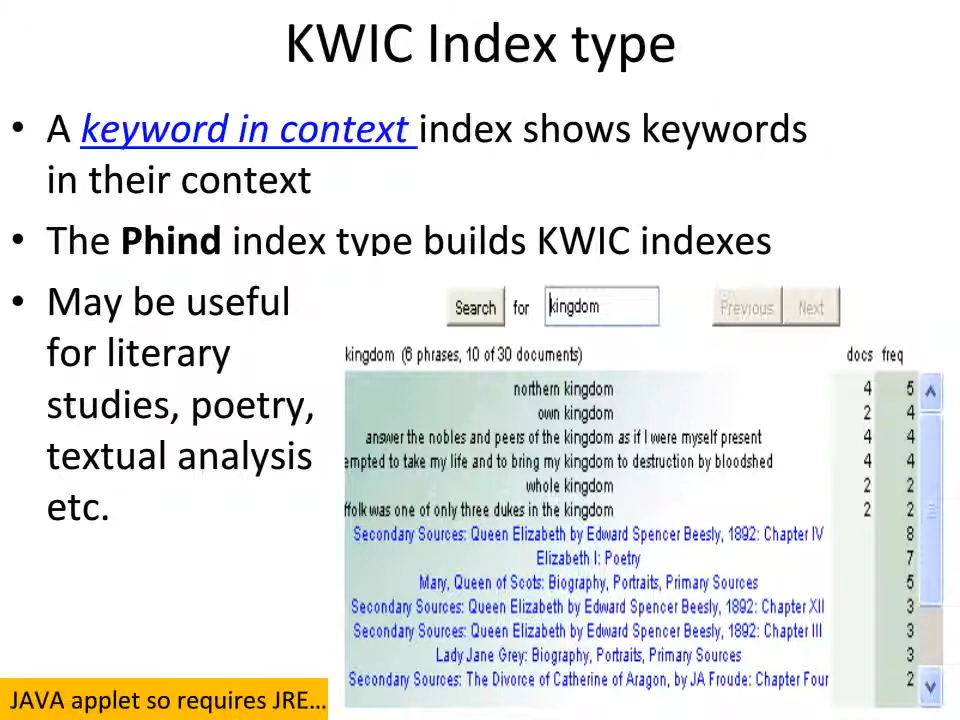 KWIC Index type
• A keyword in context index shows keywords
in their context
• The Phind index type builds KWIC indexes
• May be useful
for literary
studies, poetry,
textual analysis
etc.
Search for kingdom Previous Next
kingdom (6 phrases, 10 of 30 documents) docs freq
northern kingdom 4 5
own kingdom 2 4
answer the nobles and peers of the kingdom as if I were myself present 4 4
empted to take my life and to bring my kingdom to destruction by bloodshed 4 4
whole kingdom 2 2
ffolk was one of only three dukes in the kingdom 2 2
Secondary Sources: Queen Elizabeth by Edward Spencer Beesly, 1892: Chapter IV 8
Elizabeth I: Poetry 7
Mary, Queen of Scots: Biography, Portraits, Primary Sources 5
Secondary Sources: Queen Elizabeth by Edward Spencer Beesly, 1892: Chapter XII 3
Secondary Sources: Queen Elizabeth by Edward Spencer Beesly, 1892: Chapter III 3
Lady Jane Grey: Biography, Portraits, Primary Sources 3
Secondary Sources: The Divorce of Catherine of Aragon, by JA Froude: Chapter Four 2
JAVA applet so requires JRE...